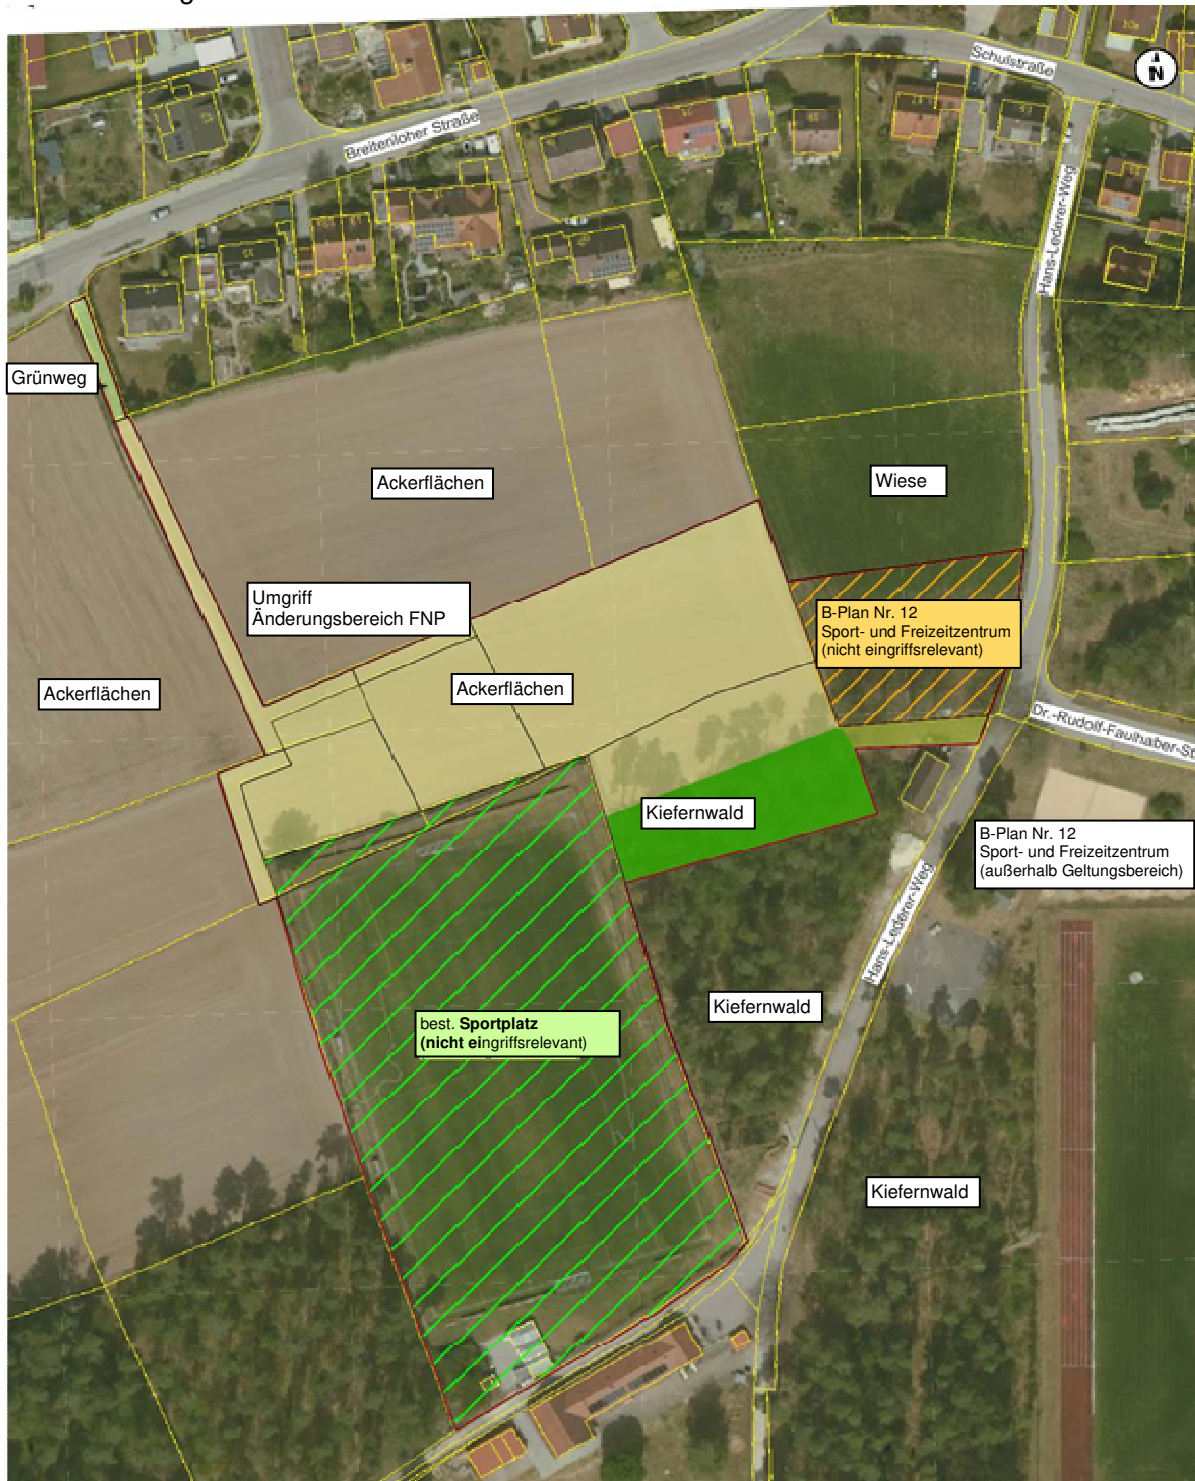 Schulstraße
N
Breitenloher Straße
Hans-Lederer-Weg
Grünweg
Ackerflächen
Wiese
Umgriff
Änderungsbereich FNP
B-Plan Nr. 12
Sport- und Freizeitzentrum
(nicht eingriffsrelevant)
Ackerflächen
Ackerflächen
Dr.-Rudolf-Faulhaber-St
Kiefernwald
B-Plan Nr. 12
Sport- und Freizeitzentrum
(außerhalb Geltungsbereich)
Hans-Lederer-Weg
Kiefernwald
best. Sportplatz
(nicht eingriffsrelevant)
Kiefernwald